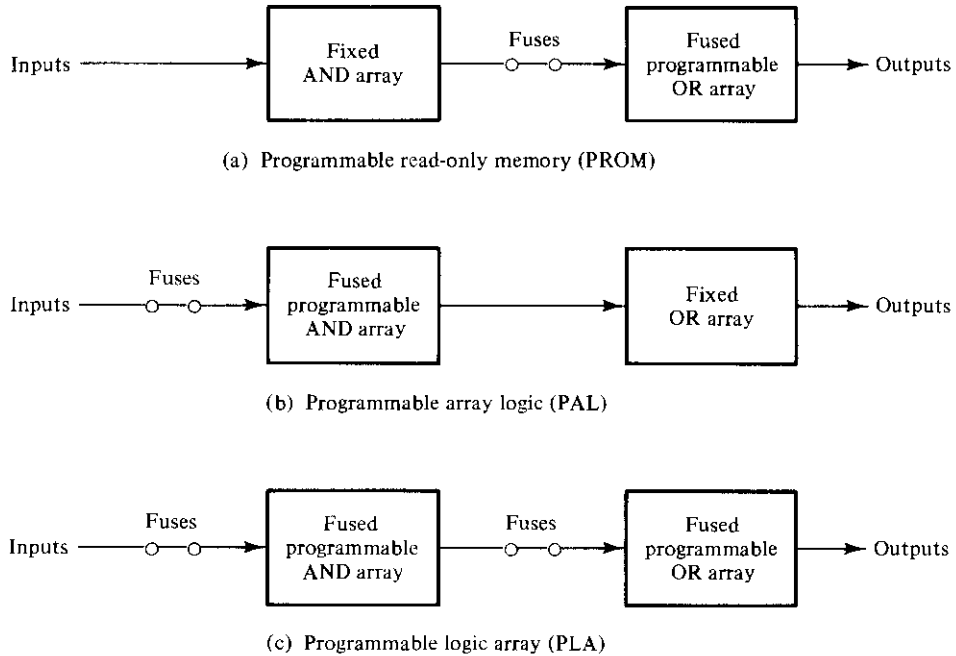 Inputs
Fixed
AND array
Fuses
Fused
programmable
OR array
Outputs
(a) Programmable read-only memory (PROM)
Inputs
Fuses
Fused
programmable
AND array
Fixed
OR array
Outputs
(b) Programmable array logic (PAL)
Inputs
Fuses
Fused
programmable
AND array
Fuses
Fused
programmable
OR array
Outputs
(c) Programmable logic array (PLA)